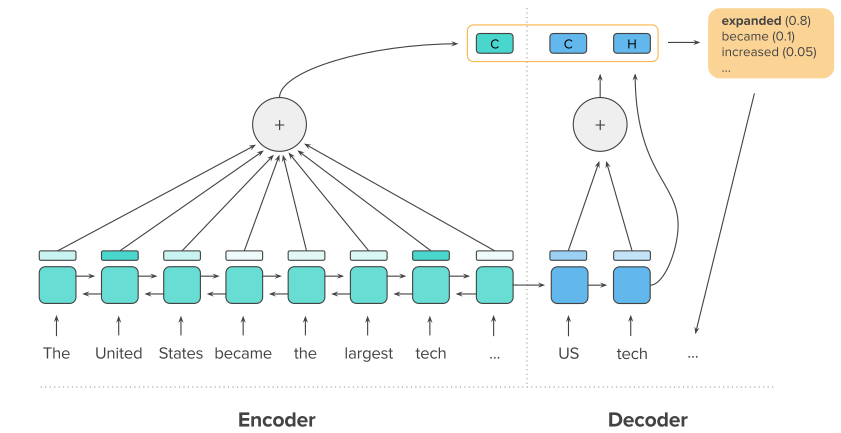 expanded (0.8)
became (0.1)
increased (0.05)
...
C C H
+ +
The United States became the largest tech ... US tech ...
Encoder Decoder